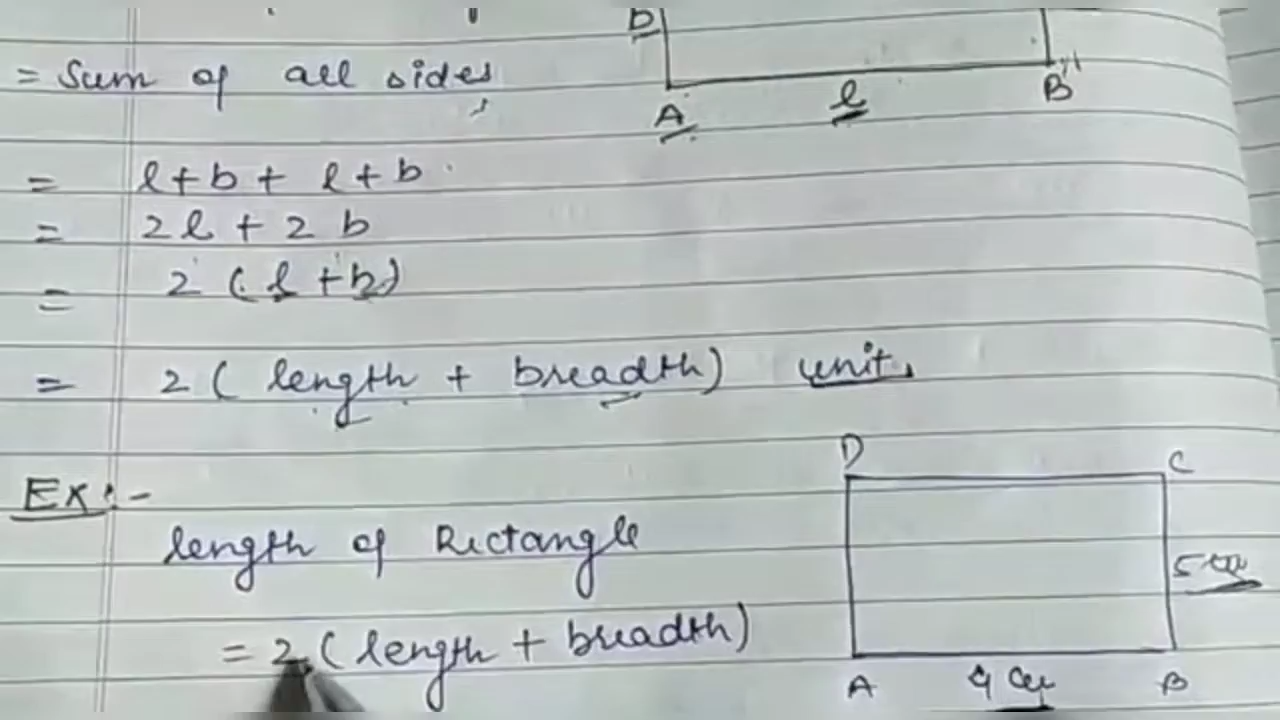 D
= Sum of all sides
A l B
= l + b + l + b
= 2l + 2b
= 2 (l + b)
= 2 ( length + breadth) unit.
D C
Ex:-
length of Rectangle
5 cm
= 2 ( length + breadth)
A 9 cm B